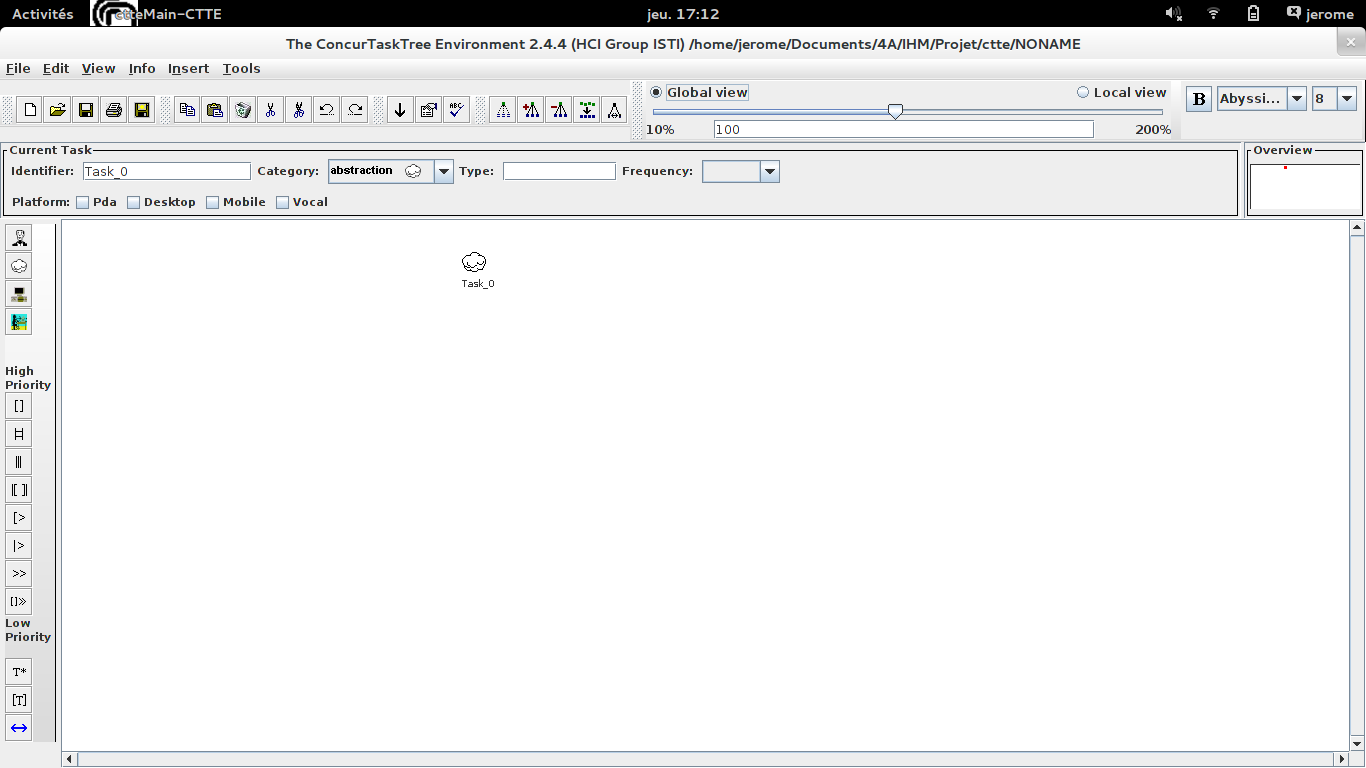 Activités ctteMain-CTTE jeu. 17:12 jerome
The ConcurTaskTree Environment 2.4.4 (HCI Group ISTI) /home/jerome/Documents/4A/IHM/Projet/ctte/NONAME
File Edit View Info Insert Tools
Global view Local view
10% 100 200%
B Abyssi... 8
Current Task
Identifier: Task_0 Category: abstraction Type: Frequency:
Platform: Pda Desktop Mobile Vocal
Overview
Task_0
High
Priority
[]
|=|
|||
|[]|
[>
|>
>>
[]>>
Low
Priority
T*
[T]